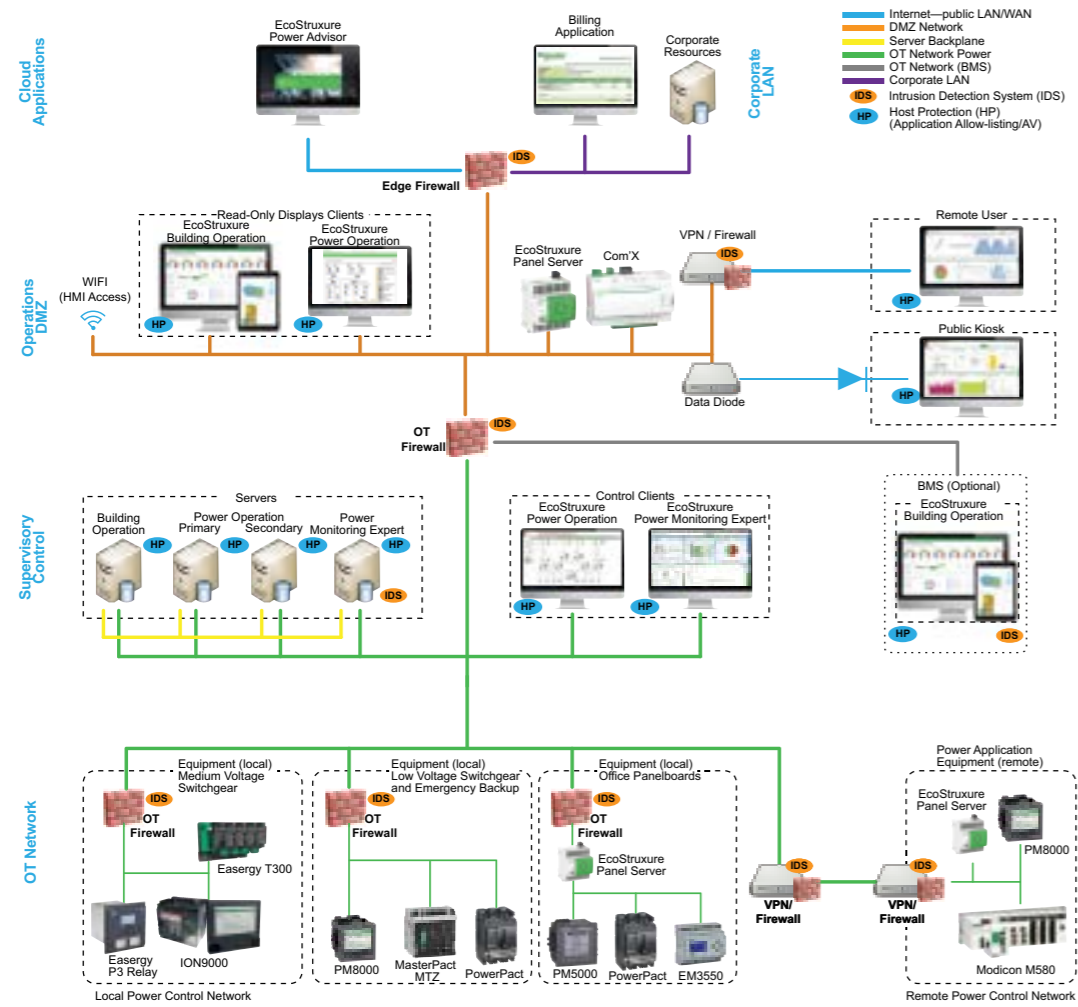 Cloud
Applications
EcoStruxure
Power Advisor
Billing
Application
Corporate
Resources
Corporate
LAN
Internet—public LAN/WAN
DMZ Network
Server Backplane
OT Network Power
OT Network (BMS)
Corporate LAN
IDS Intrusion Detection System (IDS)
HP Host Protection (HP)
(Application Allow-listing/AV)
IDS
Edge Firewall
Operations
DMZ
WIFI
(HMI Access)
Read-Only Displays Clients
EcoStruxure
Building Operation
HP
EcoStruxure
Power Operation
HP
EcoStruxure
Panel Server
Com'X
VPN / Firewall
IDS
Remote User
HP
Public Kiosk
HP
Data Diode
OT
Firewall
IDS
Supervisory
Control
Servers
Building
Operation
HP
Power Operation
Primary
Secondary
HP
HP
Power
Monitoring Expert
HP
IDS
Control Clients
EcoStruxure
Power Operation
HP
EcoStruxure
Power Monitoring Expert
HP
BMS (Optional)
EcoStruxure
Building Operation
HP
IDS
OT Network
Equipment (local)
Medium Voltage
Switchgear
IDS
OT
Firewall
Easergy T300
Easergy
P3 Relay
ION9000
Local Power Control Network
Equipment (local)
Low Voltage Switchgear
and Emergency Backup
IDS
OT
Firewall
PM8000
MasterPact
MTZ
PowerPact
Equipment (local)
Office Panelboards
IDS
OT
Firewall
EcoStruxure
Panel Server
PM5000
PowerPact
EM3550
IDS
VPN/
Firewall
IDS
VPN/
Firewall
Power Application
Equipment (remote)
EcoStruxure
Panel Server
PM8000
Modicon M580
Remote Power Control Network